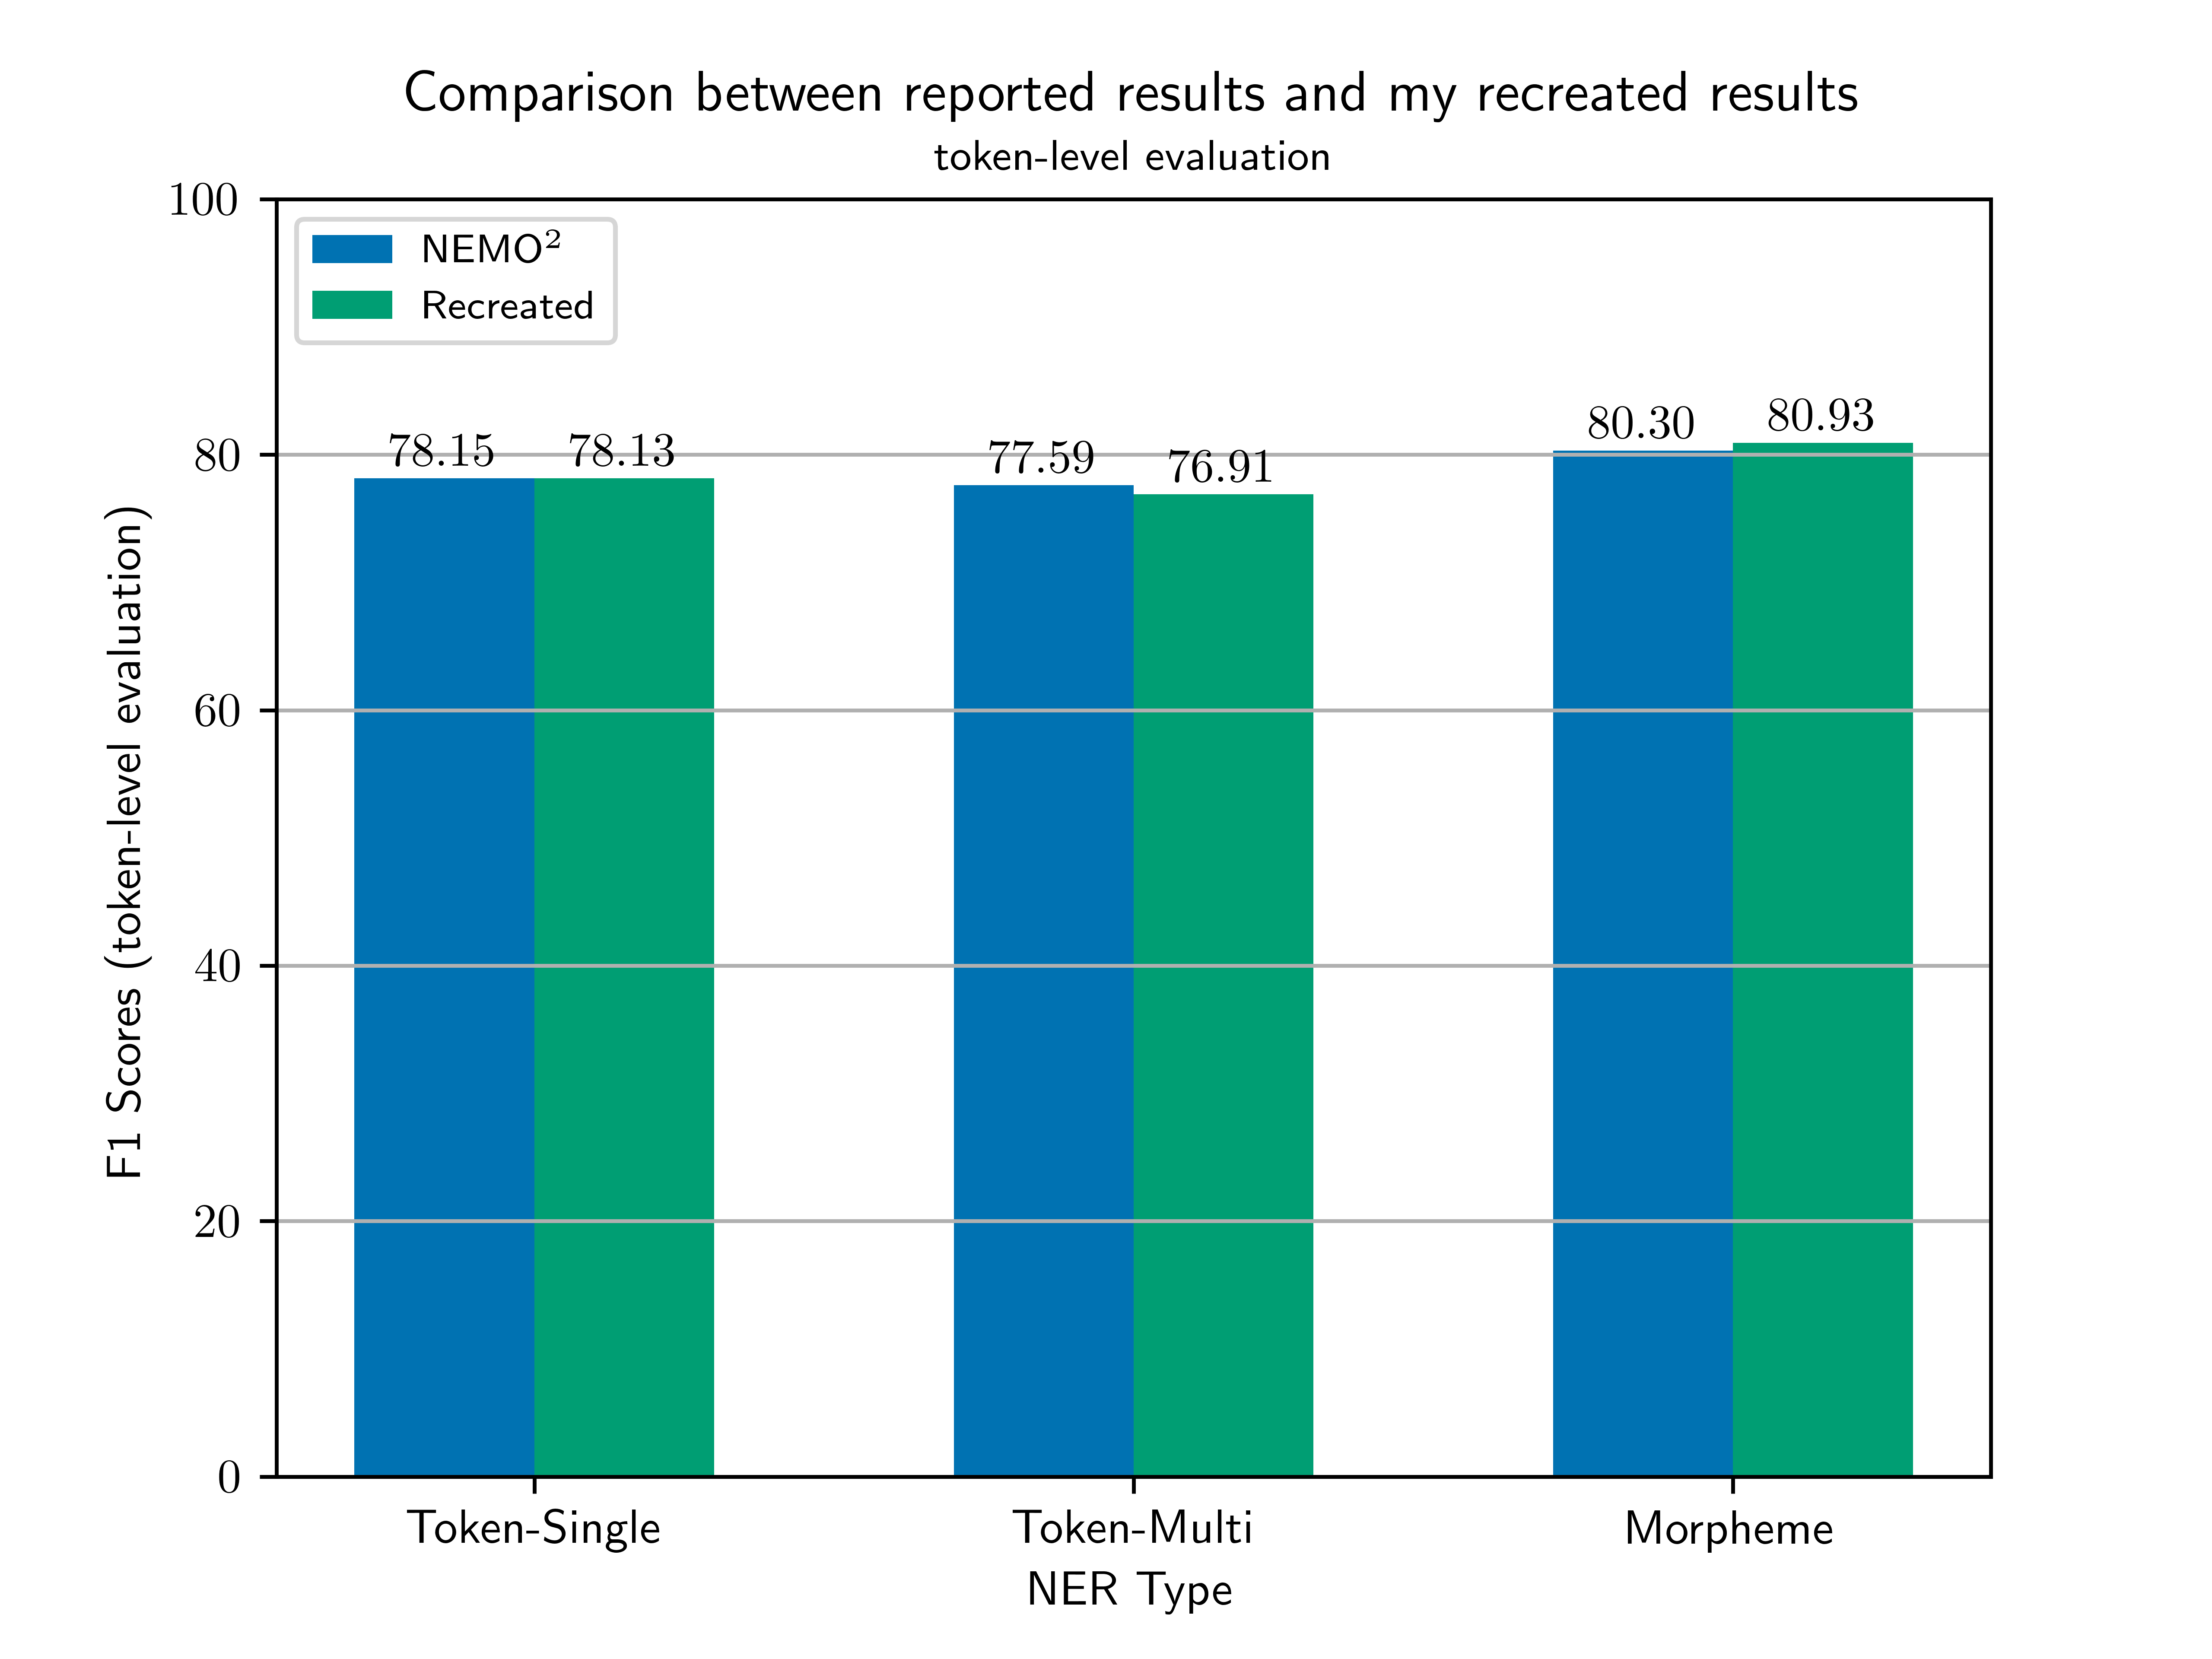 Comparison between reported results and my recreated results
token-level evaluation
NEMO²
Recreated
F1 Scores (token-level evaluation)
100
80
60
40
20
0
78.15
78.13
77.59
76.91
80.30
80.93
Token-Single
Token-Multi
Morpheme
NER Type